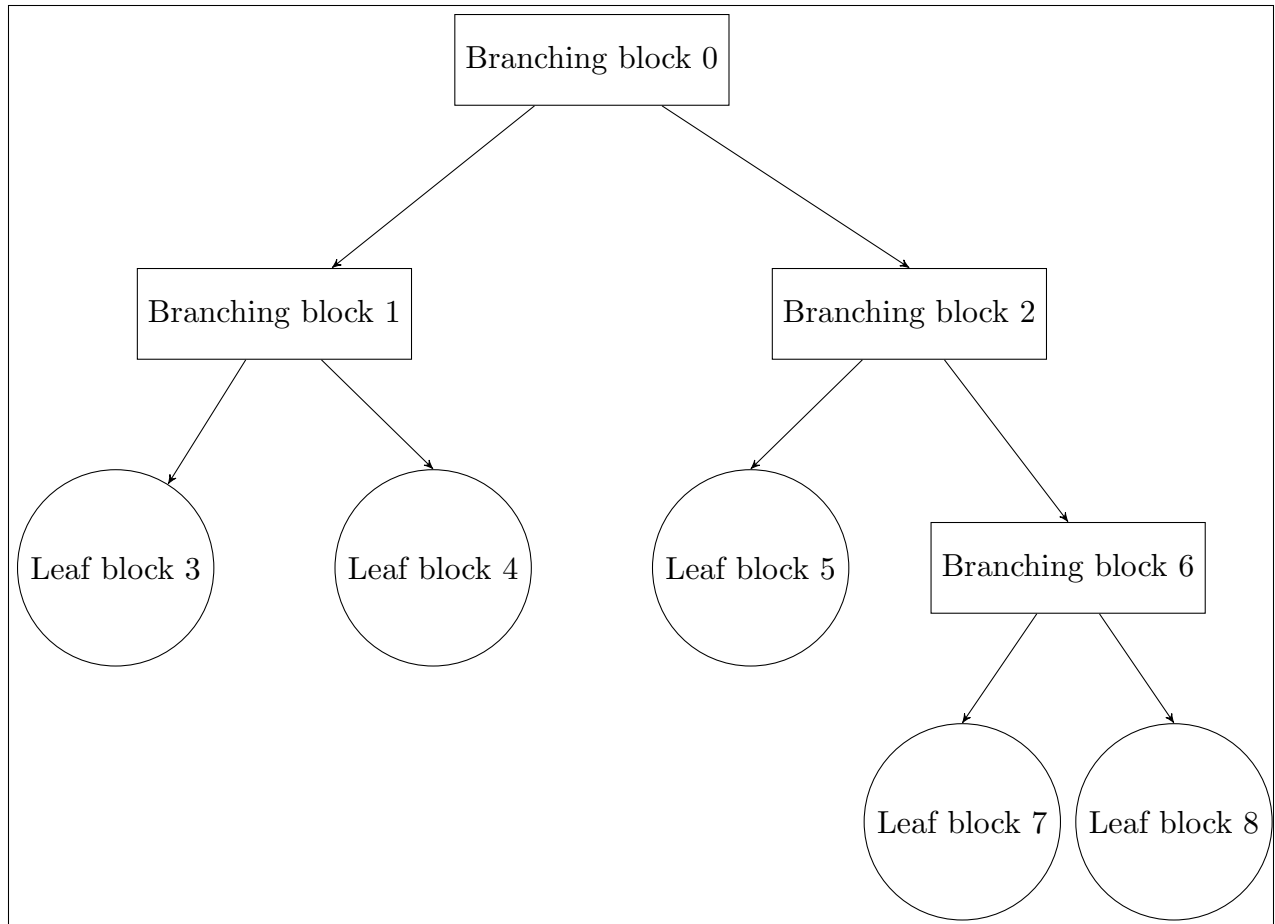 Branching block 0
Branching block 1
Branching block 2
Leaf block 3
Leaf block 4
Leaf block 5
Branching block 6
Leaf block 7
Leaf block 8